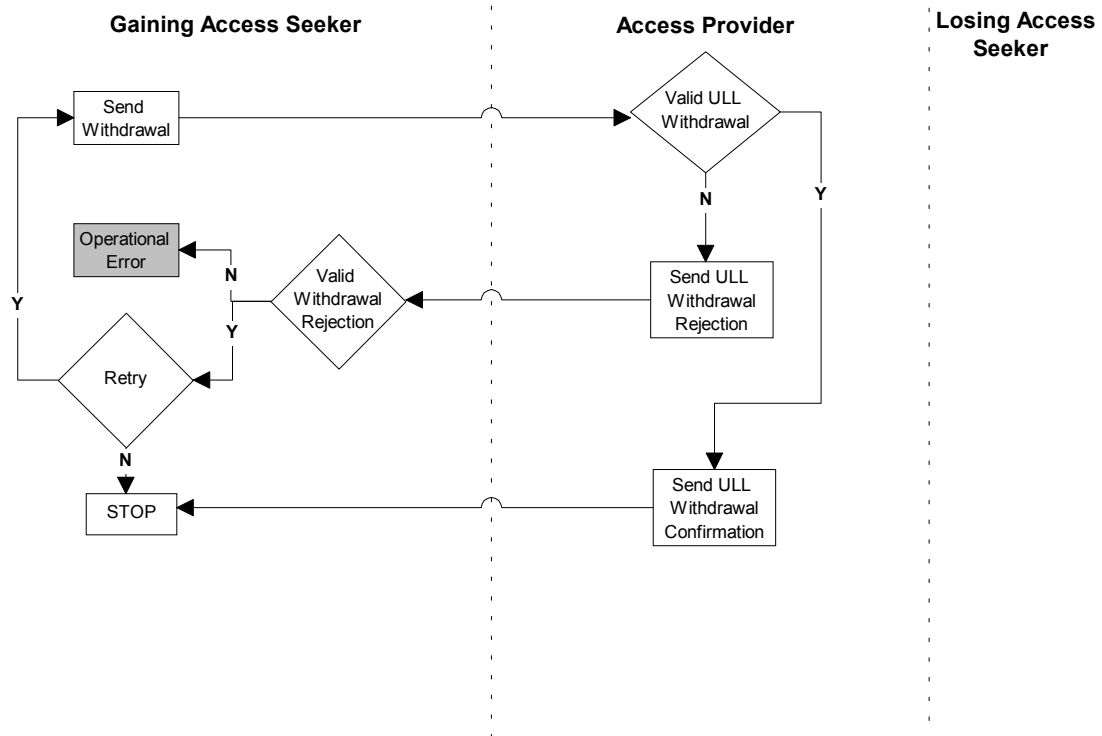 Gaining Access Seeker
Access Provider
Losing Access
Seeker
Send
Withdrawal
Valid ULL
Withdrawal
N
Y
Operational
Error
N
Valid
Withdrawal
Rejection
Send ULL
Withdrawal
Rejection
Y
Y
Retry
N
STOP
Send ULL
Withdrawal
Confirmation